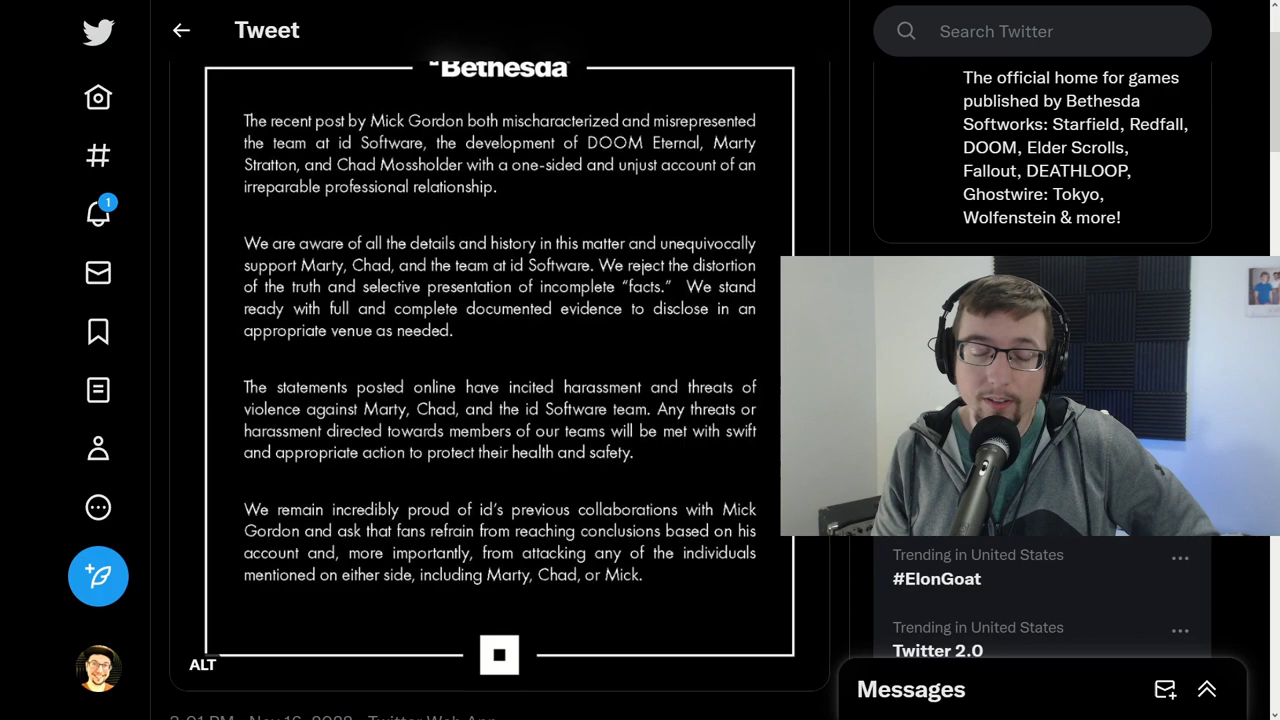 Tweet
Search Twitter
Bethesda
The recent post by Mick Gordon both mischaracterized and misrepresented
the team at id Software, the development of DOOM Eternal, Marty
Stratton, and Chad Mossholder with a one-sided and unjust account of an
irreparable professional relationship.
We are aware of all the details and history in this matter and unequivocally
support Marty, Chad, and the team at id Software. We reject the distortion
of the truth and selective presentation of incomplete “facts.” We stand
ready with full and complete documented evidence to disclose in an
appropriate venue as needed.
The statements posted online have incited harassment and threats of
violence against Marty, Chad, and the id Software team. Any threats or
harassment directed towards members of our teams will be met with swift
and appropriate action to protect their health and safety.
We remain incredibly proud of id’s previous collaborations with Mick
Gordon and ask that fans refrain from reaching conclusions based on his
account and, more importantly, from attacking any of the individuals
mentioned on either side, including Marty, Chad, or Mick.
ALT
2:01 PM · Nov 16, 2022 · Twitter Web App
1
The official home for games
published by Bethesda
Softworks: Starfield, Redfall,
DOOM, Elder Scrolls,
Fallout, DEATHLOOP,
Ghostwire: Tokyo,
Wolfenstein & more!
Trending in United States
#ElonGoat
Trending in United States
Twitter 2.0
Messages